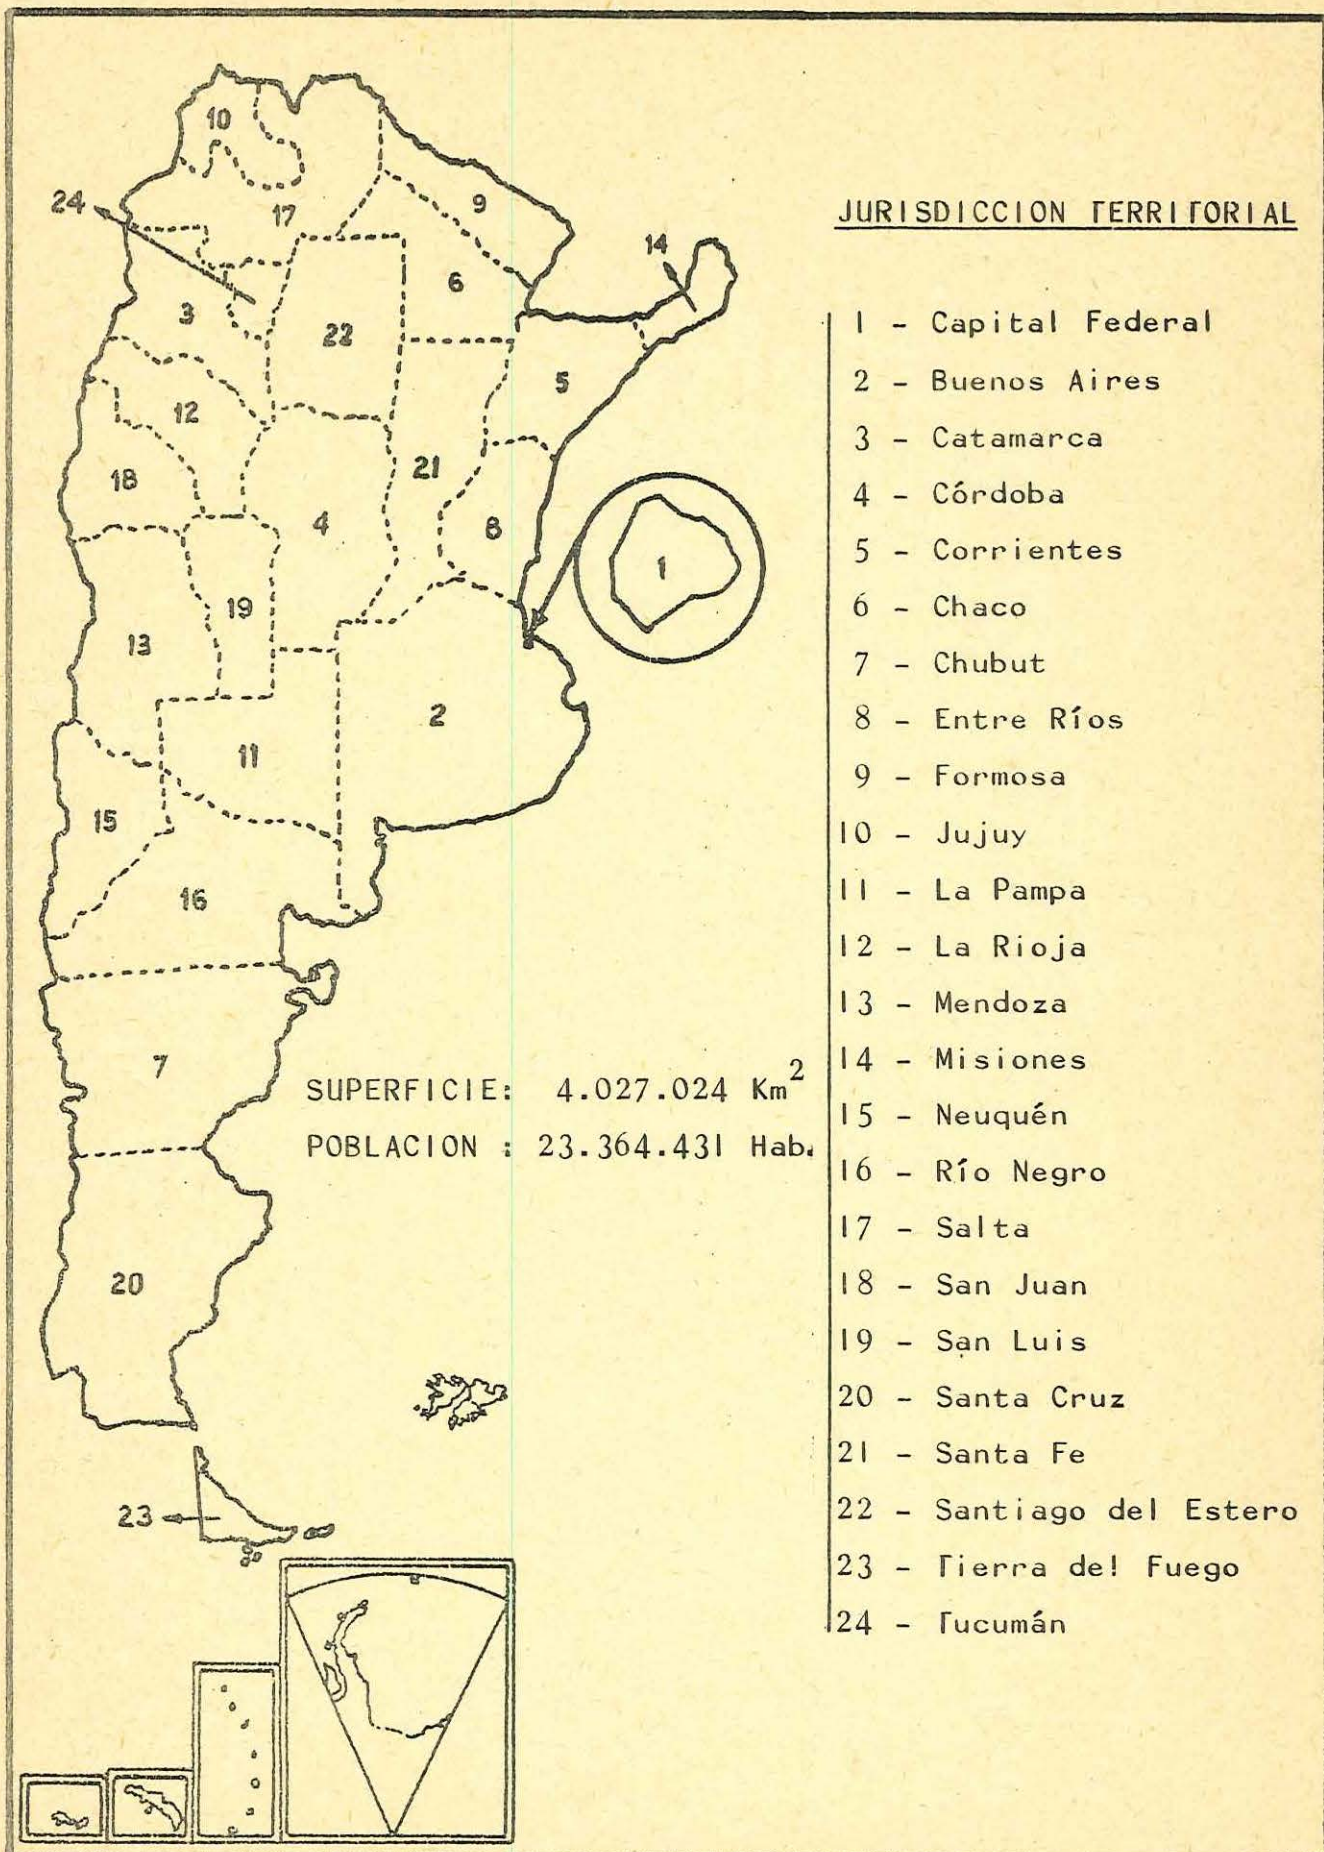 10
24
17
9
14
6
3
22
5
12
18
21
4
8
1
19
13
2
11
15
16
7
SUPERFICIE: 4.027.024 Km²
POBLACION : 23.364.431 Hab.
20
23
JURISDICCION TERRITORIAL
1 - Capital Federal
2 - Buenos Aires
3 - Catamarca
4 - Córdoba
5 - Corrientes
6 - Chaco
7 - Chubut
8 - Entre Ríos
9 - Formosa
10 - Jujuy
11 - La Pampa
12 - La Rioja
13 - Mendoza
14 - Misiones
15 - Neuquén
16 - Río Negro
17 - Salta
18 - San Juan
19 - San Luis
20 - Santa Cruz
21 - Santa Fe
22 - Santiago del Estero
23 - Tierra del Fuego
24 - Tucumán